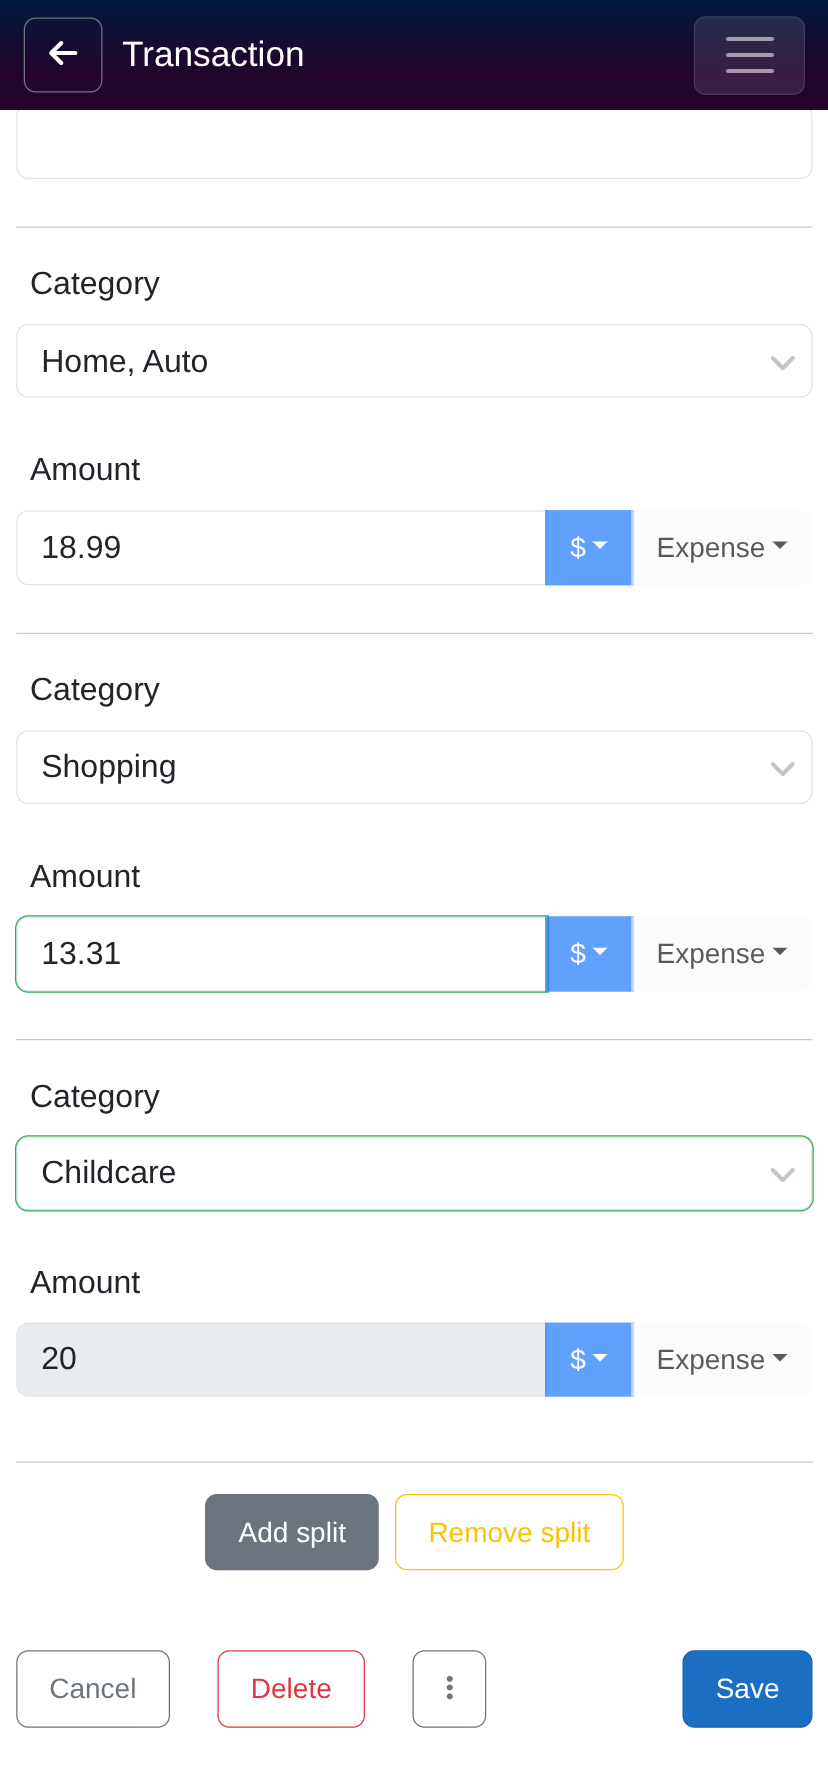 Transaction
Category
Home, Auto
Amount
18.99 $ Expense
Category
Shopping
Amount
13.31 $ Expense
Category
Childcare
Amount
20 $ Expense
Add split Remove split
Cancel Delete Save